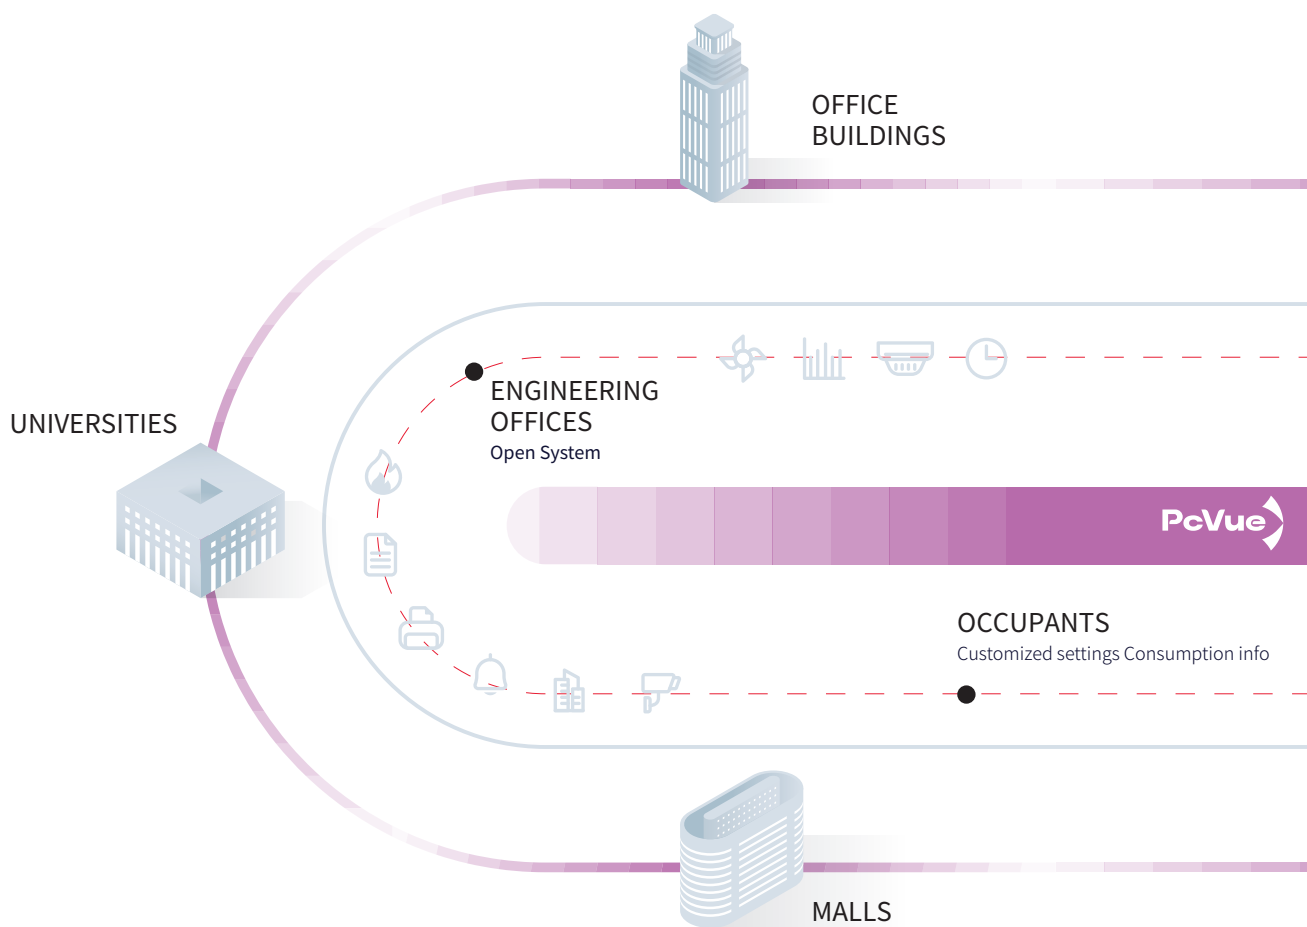 OFFICE
BUILDINGS
ENGINEERING
OFFICES
Open System
UNIVERSITIES
PcVue
OCCUPANTS
Customized settings Consumption info
MALLS